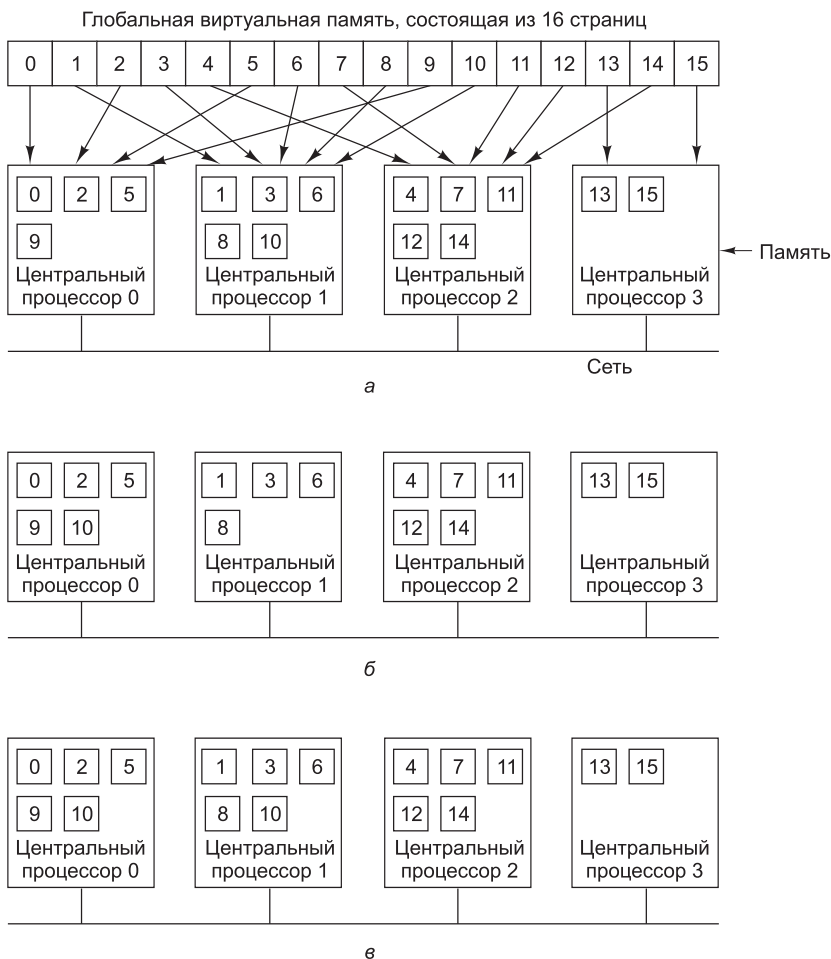 Глобальная виртуальная память, состоящая из 16 страниц
0 1 2 3 4 5 6 7 8 9 10 11 12 13 14 15
0 2 5 1 3 6 4 7 11 13 15
9 8 10 12 14
Память
Центральный процессор 0 Центральный процессор 1 Центральный процессор 2 Центральный процессор 3
Сеть
а
0 2 5 1 3 6 4 7 11 13 15
9 10 8 12 14
Центральный Центральный Центральный Центральный
процессор 0 процессор 1 процессор 2 процессор 3
б
0 2 5 1 3 6 4 7 11 13 15
9 10 8 10 12 14
Центральный Центральный Центральный Центральный
процессор 0 процессор 1 процессор 2 процессор 3
в